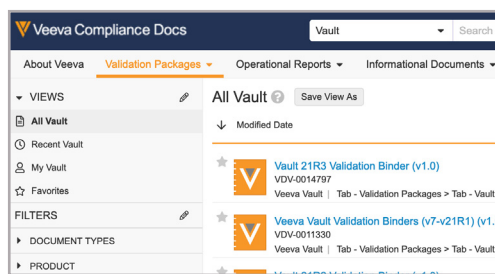 Veeva Compliance Docs
Vault
Search
About Veeva
Validation Packages
Operational Reports
Informational Documents
VIEWS
All Vault
Recent Vault
My Vault
Favorites
FILTERS
DOCUMENT TYPES
PRODUCT
All Vault
Save View As
Modified Date
Vault 21R3 Validation Binder (v1.0)
VDV-0014797
Veeva Vault | Tab - Validation Packages > Tab - Vault
Veeva Vault Validation Binders (v7-v21R1) (v1.
VDV-0011330
Veeva Vault | Tab - Validation Packages > Tab - Vault